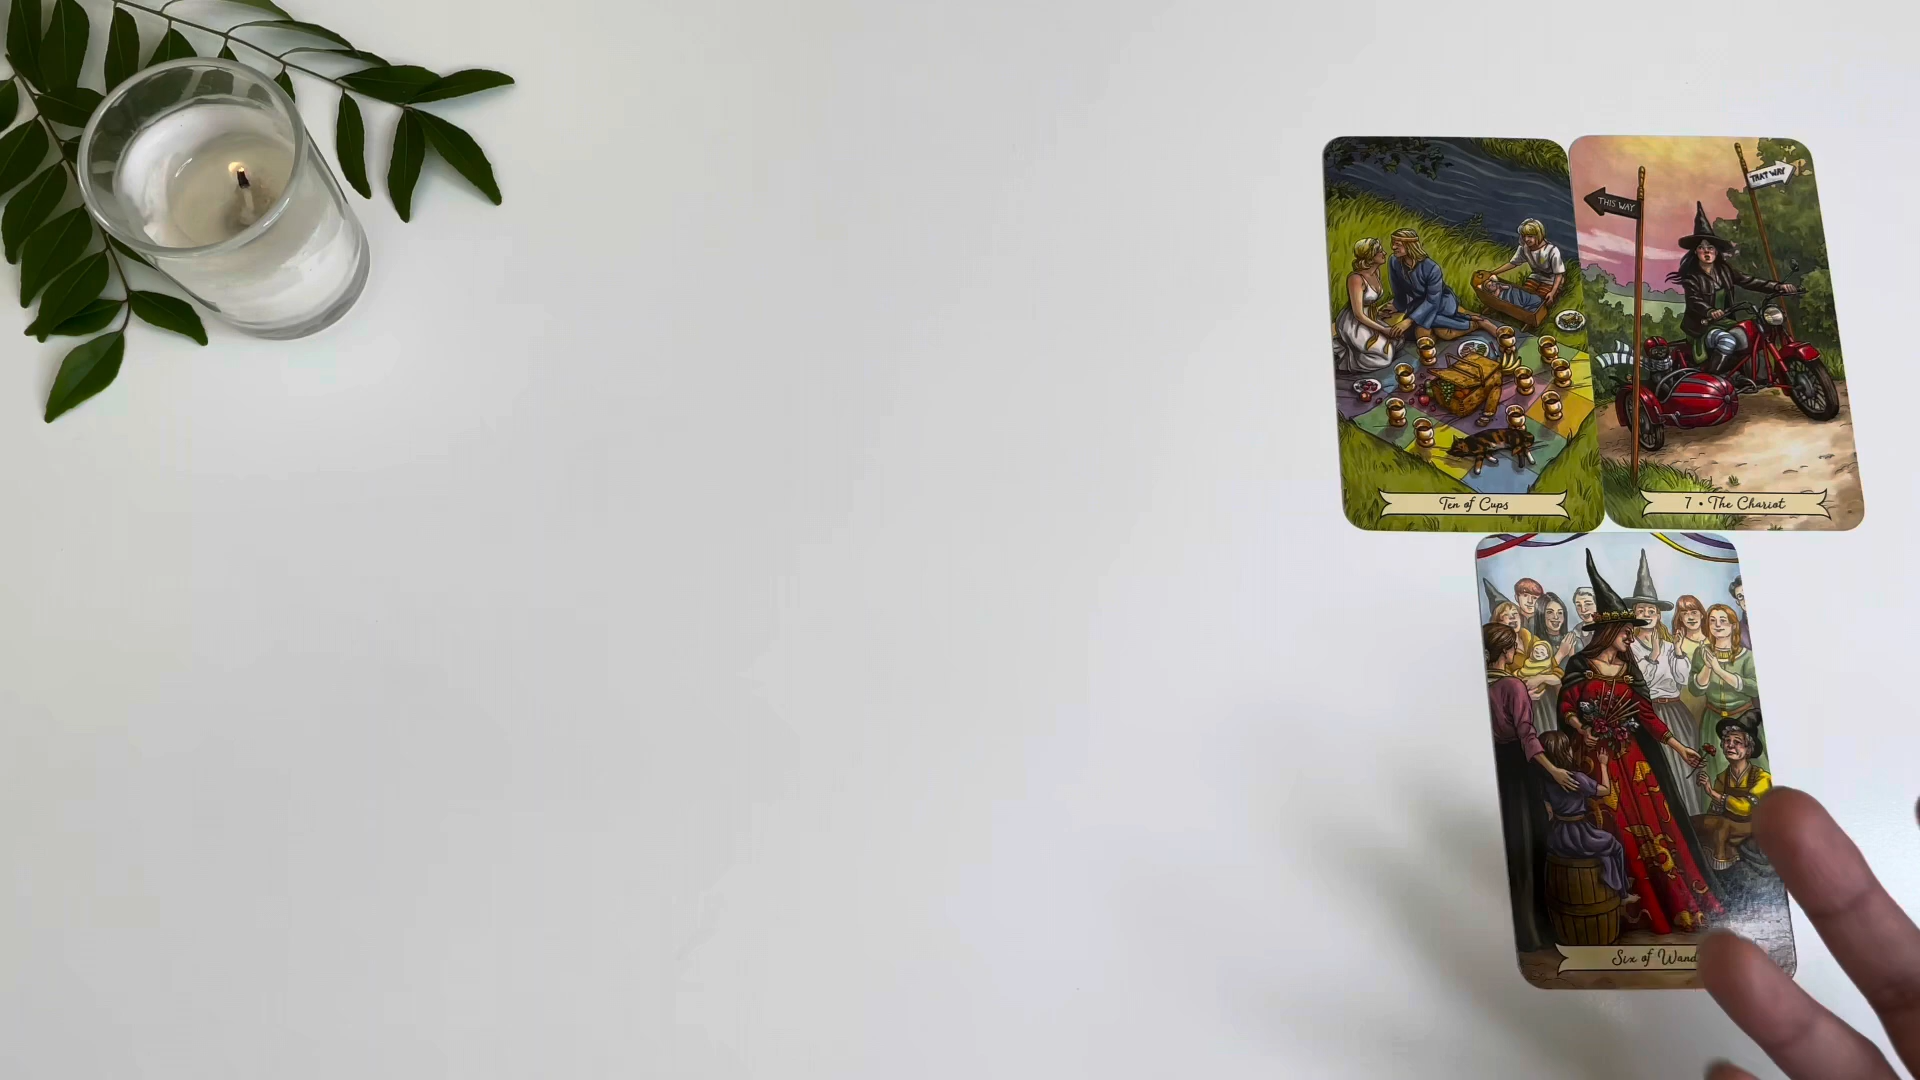 THIS WAY
THAT WAY
Ten of Cups
7 • The Chariot
Six of Wand